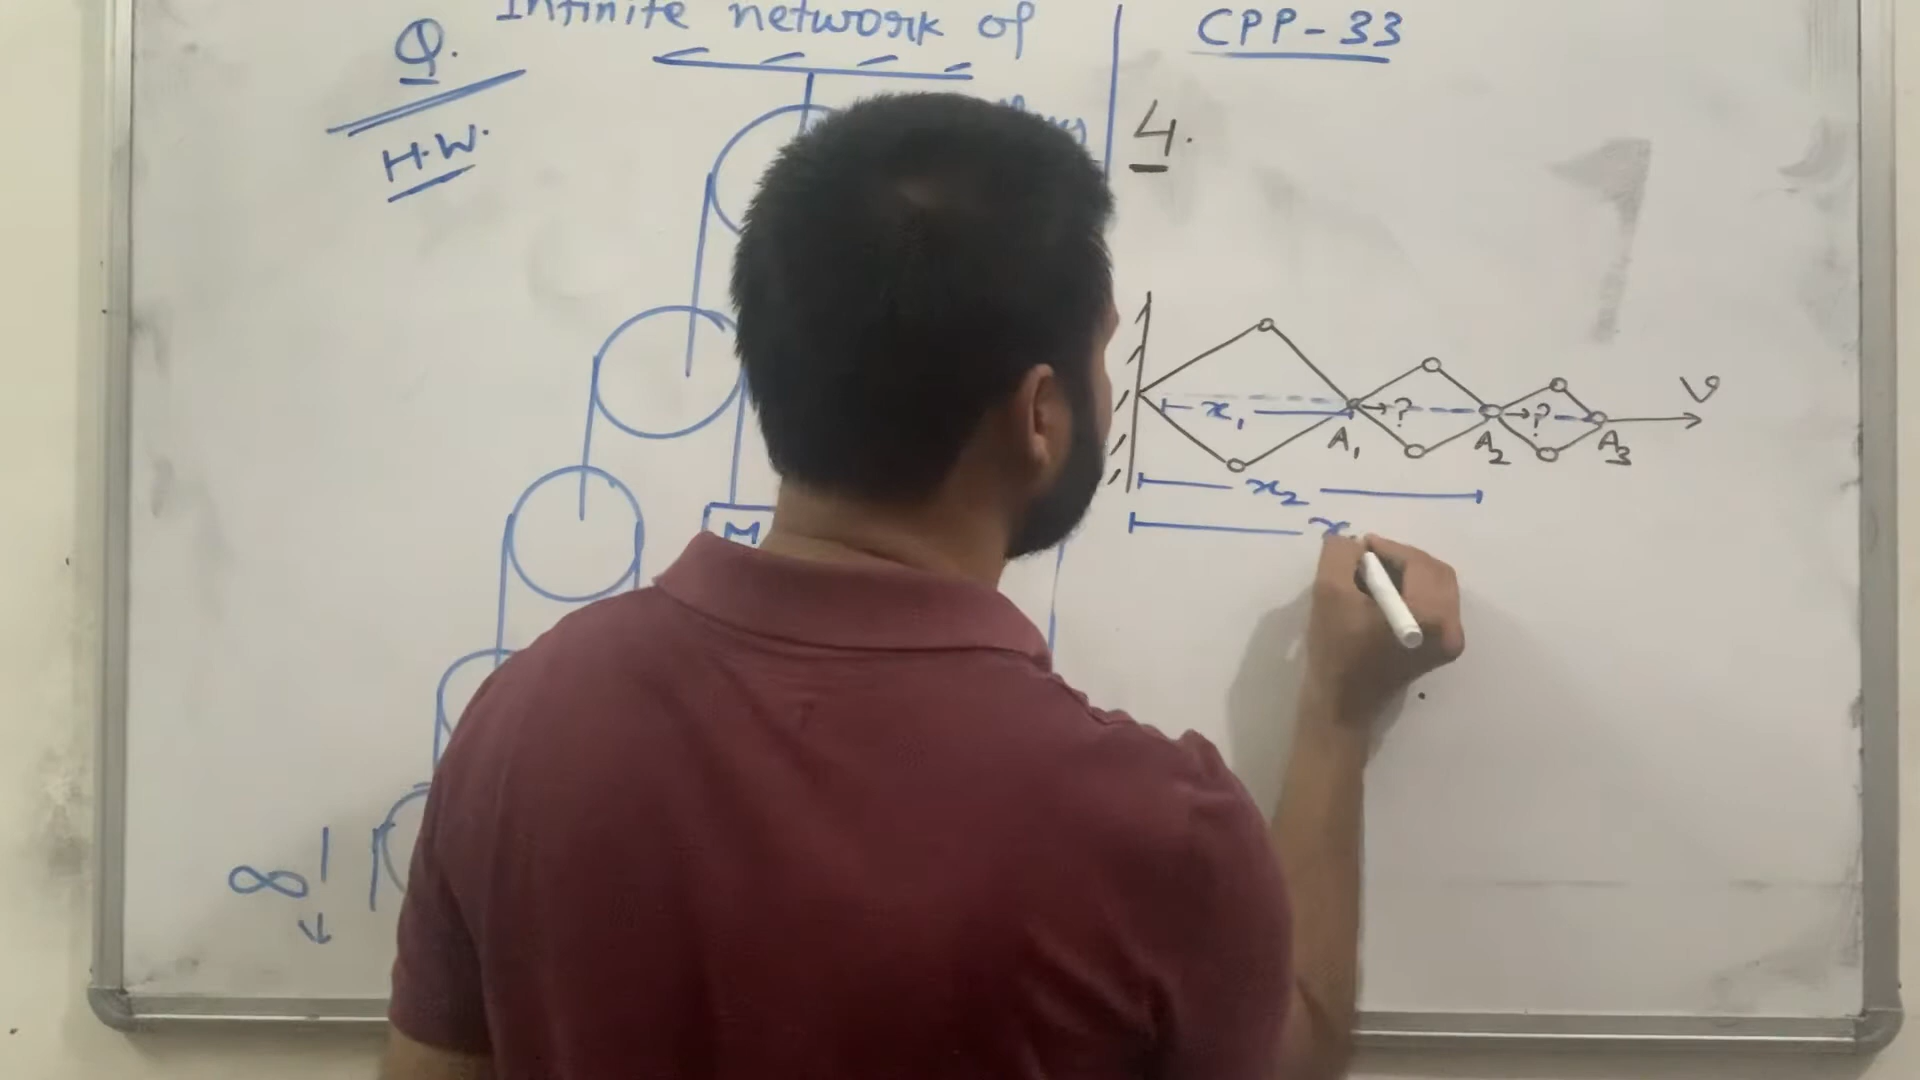 Q. Infinite network of
H.W.
M
∞
CPP-33
4.
x₁ →? →? v
A₁ A₂ A₃
x₂
x